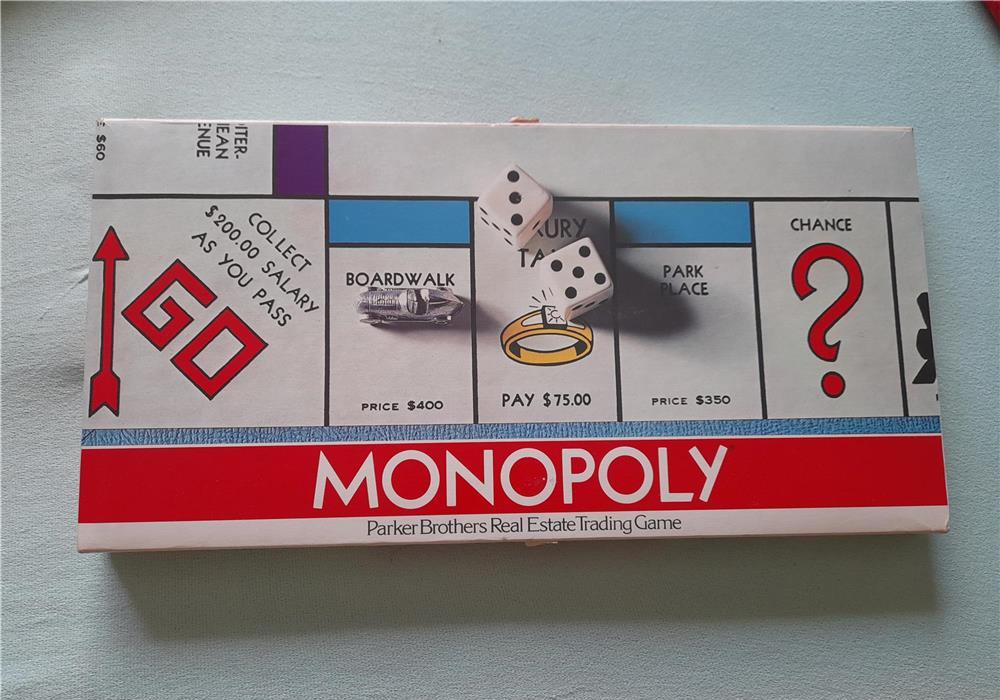 $60
COLLECT
$200.00 SALARY
AS YOU PASS
GO
BOARDWALK
PRICE $400
PAY $75.00
PARK
PLACE
PRICE $350
CHANCE
?
MONOPOLY
Parker Brothers Real Estate Trading Game